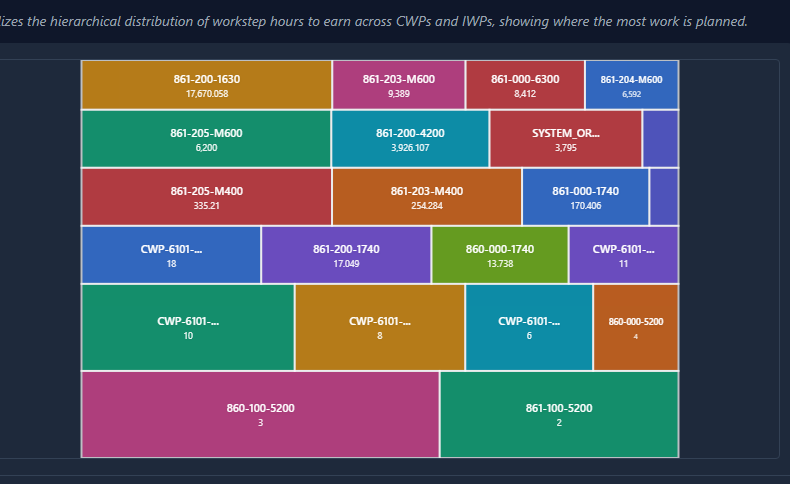 lizes the hierarchical distribution of workstep hours to earn across CWPs and IWPs, showing where the most work is planned.
861-200-1630
17,670.058
861-203-M600
9,389
861-000-6300
8,412
861-204-M600
6,592
861-205-M600
6,200
861-200-4200
3,926.107
SYSTEM_OR...
3,795
861-205-M400
335.21
861-203-M400
254.284
861-000-1740
170.406
CWP-6101-...
18
861-200-1740
17.049
860-000-1740
13.738
CWP-6101-...
11
CWP-6101-...
10
CWP-6101-...
8
CWP-6101-...
6
860-000-5200
4
860-100-5200
3
861-100-5200
2